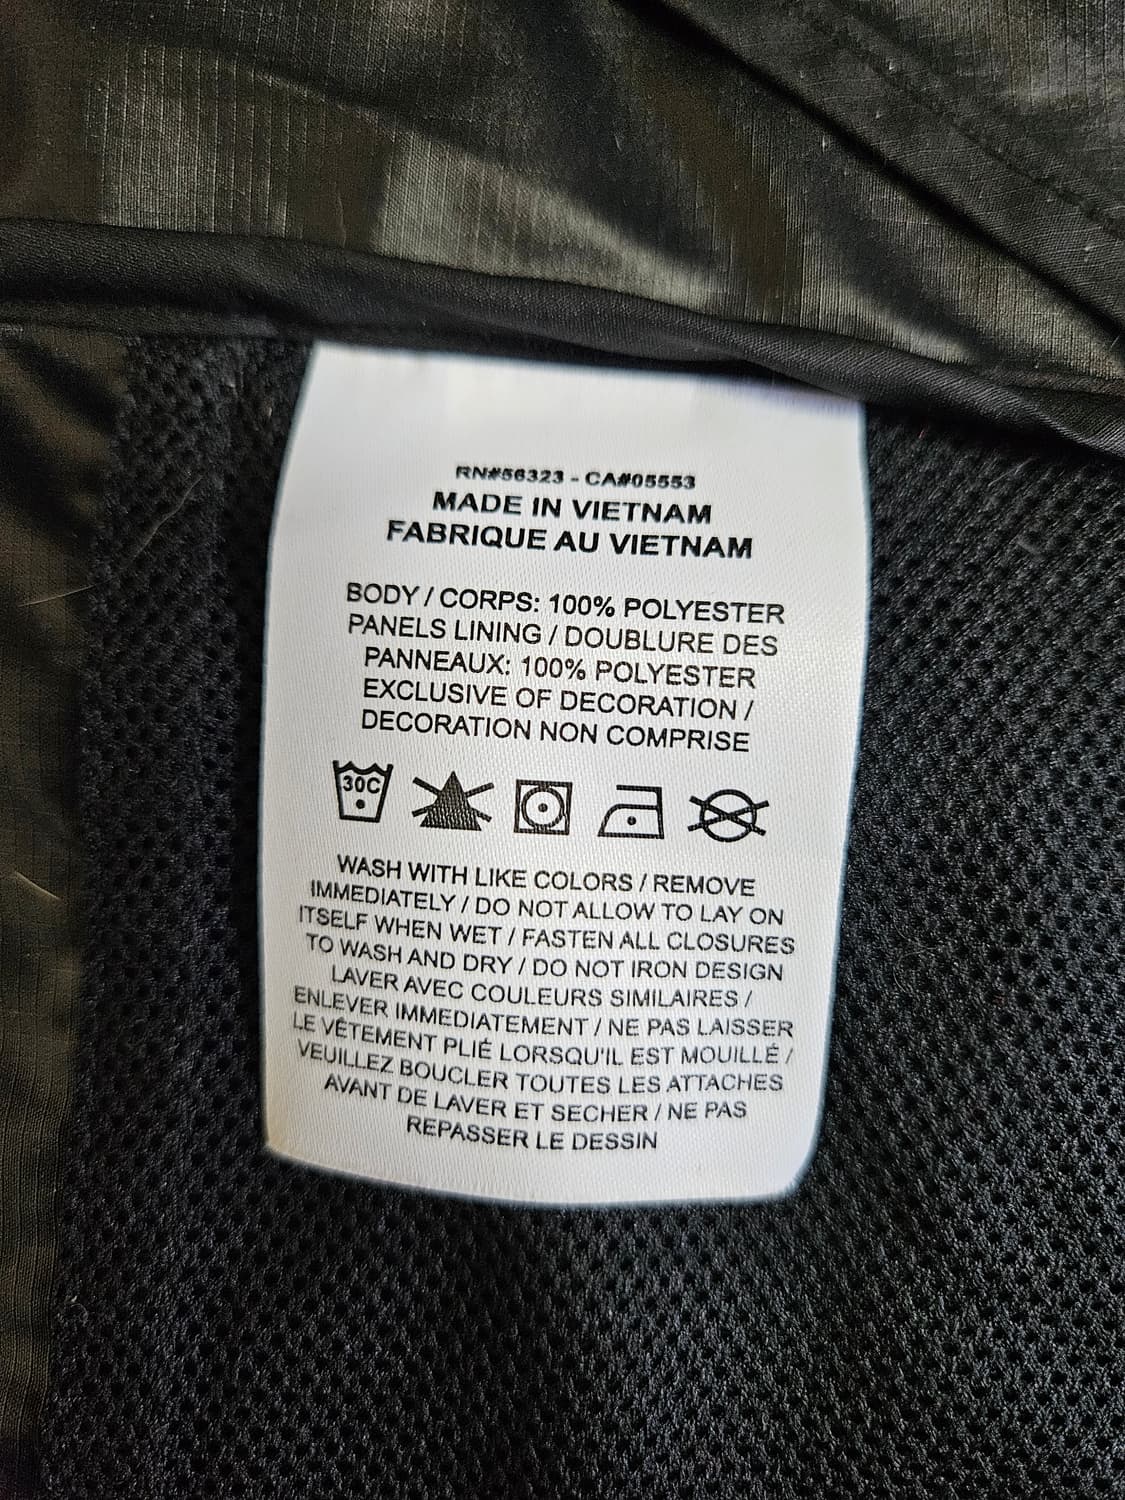 RN#56323 - CA#05553
MADE IN VIETNAM
FABRIQUE AU VIETNAM
BODY / CORPS: 100% POLYESTER
PANELS LINING / DOUBLURE DES
PANNEAUX: 100% POLYESTER
EXCLUSIVE OF DECORATION /
DECORATION NON COMPRISE
30C
WASH WITH LIKE COLORS / REMOVE
IMMEDIATELY / DO NOT ALLOW TO LAY ON
ITSELF WHEN WET / FASTEN ALL CLOSURES
TO WASH AND DRY / DO NOT IRON DESIGN
LAVER AVEC COULEURS SIMILAIRES /
ENLEVER IMMEDIATEMENT / NE PAS LAISSER
LE VÊTEMENT PLIÉ LORSQU'IL EST MOUILLÉ /
VEUILLEZ BOUCLER TOUTES LES ATTACHES
AVANT DE LAVER ET SECHER / NE PAS
REPASSER LE DESSIN